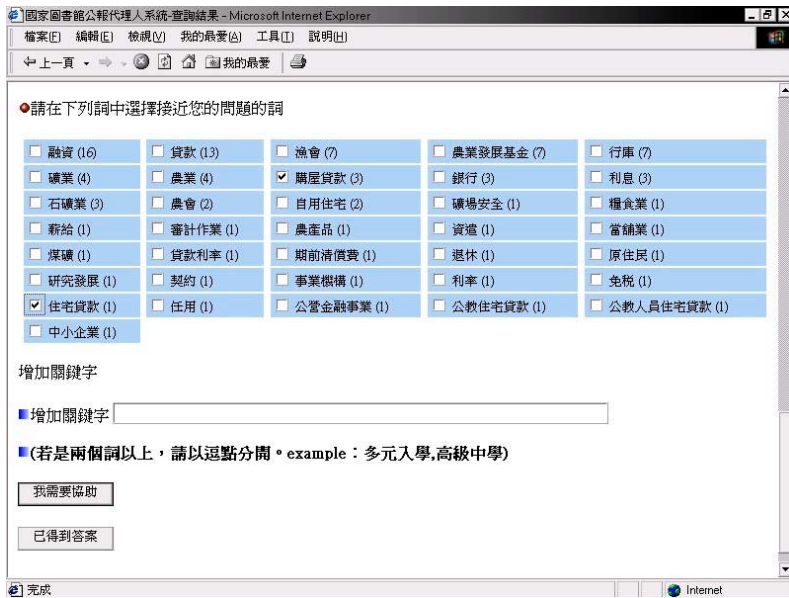 國家圖書館公報代理人系統-查詢結果 - Microsoft Internet Explorer
檔案(F) 編輯(E) 檢視(V) 我的最愛(A) 工具(T) 說明(H)
上一頁 我的最愛
請在下列詞中選擇接近您的問題的詞
融資 (16) 貸款 (13) 漁會 (7) 農業發展基金 (7) 行庫 (7)
礦業 (4) 農業 (4) 購屋貸款 (3) 銀行 (3) 利息 (3)
石礦業 (3) 農會 (2) 自用住宅 (2) 礦場安全 (1) 糧食業 (1)
薪給 (1) 審計作業 (1) 農產品 (1) 資遣 (1) 當舖業 (1)
煤礦 (1) 貸款利率 (1) 期前清償費 (1) 退休 (1) 原住民 (1)
研究發展 (1) 契約 (1) 事業機構 (1) 利率 (1) 免稅 (1)
住宅貸款 (1) 任用 (1) 公營金融事業 (1) 公教住宅貸款 (1) 公教人員住宅貸款 (1)
中小企業 (1)
增加關鍵字
增加關鍵字
(若是兩個詞以上，請以逗點分開。example：多元入學,高級中學)
我需要協助
已得到答案
完成 Internet